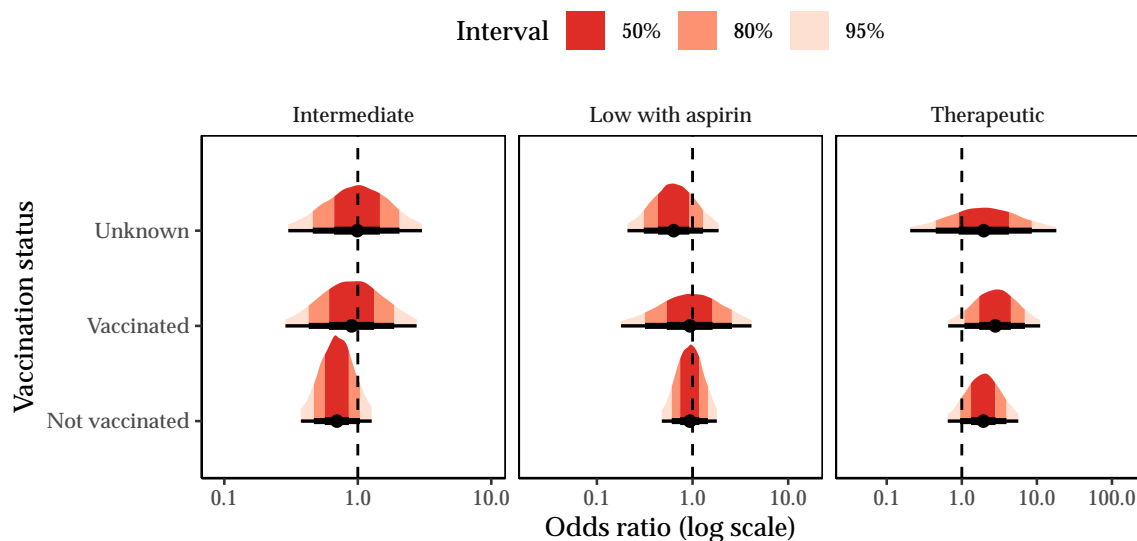 Interval 50% 80% 95%
Intermediate Low with aspirin Therapeutic
Vaccination status
Unknown
Vaccinated
Not vaccinated
0.1 1.0 10.0 0.1 1.0 10.0 0.1 1.0 10.0 100.0
Odds ratio (log scale)